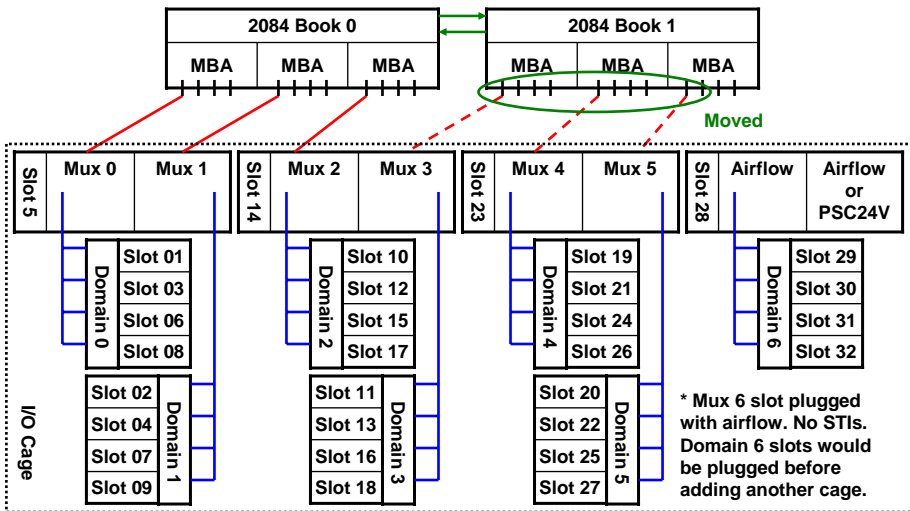 2084 Book 0
2084 Book 1
MBA
MBA
MBA
MBA
MBA
MBA
Moved
Slot 5
Mux 0
Mux 1
Slot 14
Mux 2
Mux 3
Slot 23
Mux 4
Mux 5
Slot 28
Airflow
Airflow
or
PSC24V
Domain 0
Slot 01
Slot 03
Slot 06
Slot 08
Domain 2
Slot 10
Slot 12
Slot 15
Slot 17
Domain 4
Slot 19
Slot 21
Slot 24
Slot 26
Domain 6
Slot 29
Slot 30
Slot 31
Slot 32
I/O Cage
Slot 02
Slot 04
Slot 07
Slot 09
Domain 1
Slot 11
Slot 13
Slot 16
Slot 18
Domain 3
Slot 20
Slot 22
Slot 25
Slot 27
Domain 5
* Mux 6 slot plugged
with airflow. No STIs.
Domain 6 slots would
be plugged before
adding another cage.